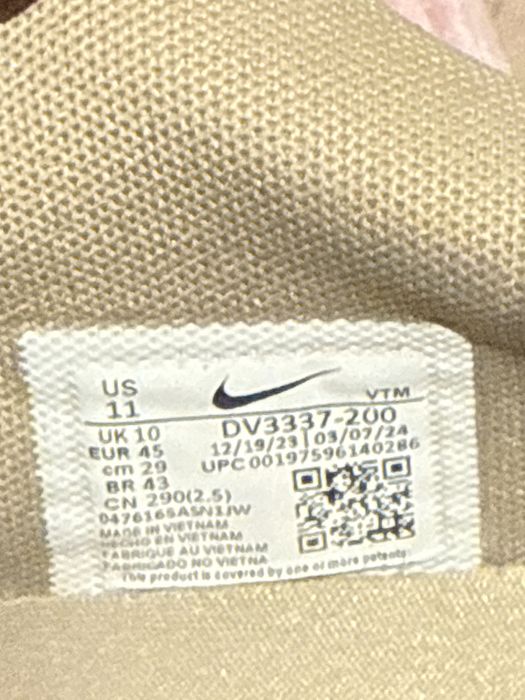 US
11
VTM
DV3337-200
12/19/23 | 03/07/24
UPC 00197596140286
UK 10
EUR 45
cm 29
BR 43
CN 290(2.5)
0476165ASN1JW
MADE IN VIETNAM
HECHO EN VIETNAM
FABRIQUE AU VIETNAM
FABRICADO NO VIETNA
This product is covered by one or more patents